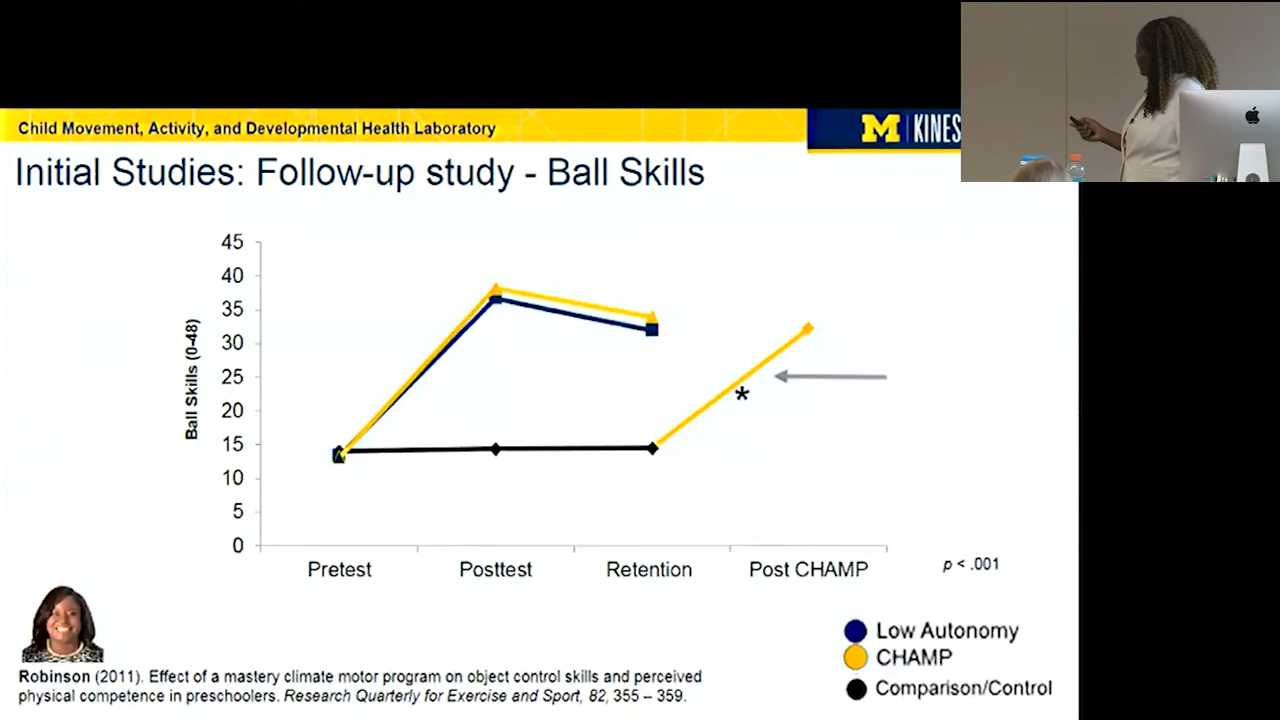 Child Movement, Activity, and Developmental Health Laboratory
M | KINES
Initial Studies: Follow-up study - Ball Skills
Ball Skills (0-48)
45
40
35
30
25
20
15
10
5
0
*
Pretest
Posttest
Retention
Post CHAMP
p < .001
Low Autonomy
CHAMP
Comparison/Control
Robinson (2011). Effect of a mastery climate motor program on object control skills and perceived
physical competence in preschoolers. Research Quarterly for Exercise and Sport, 82, 355 – 359.